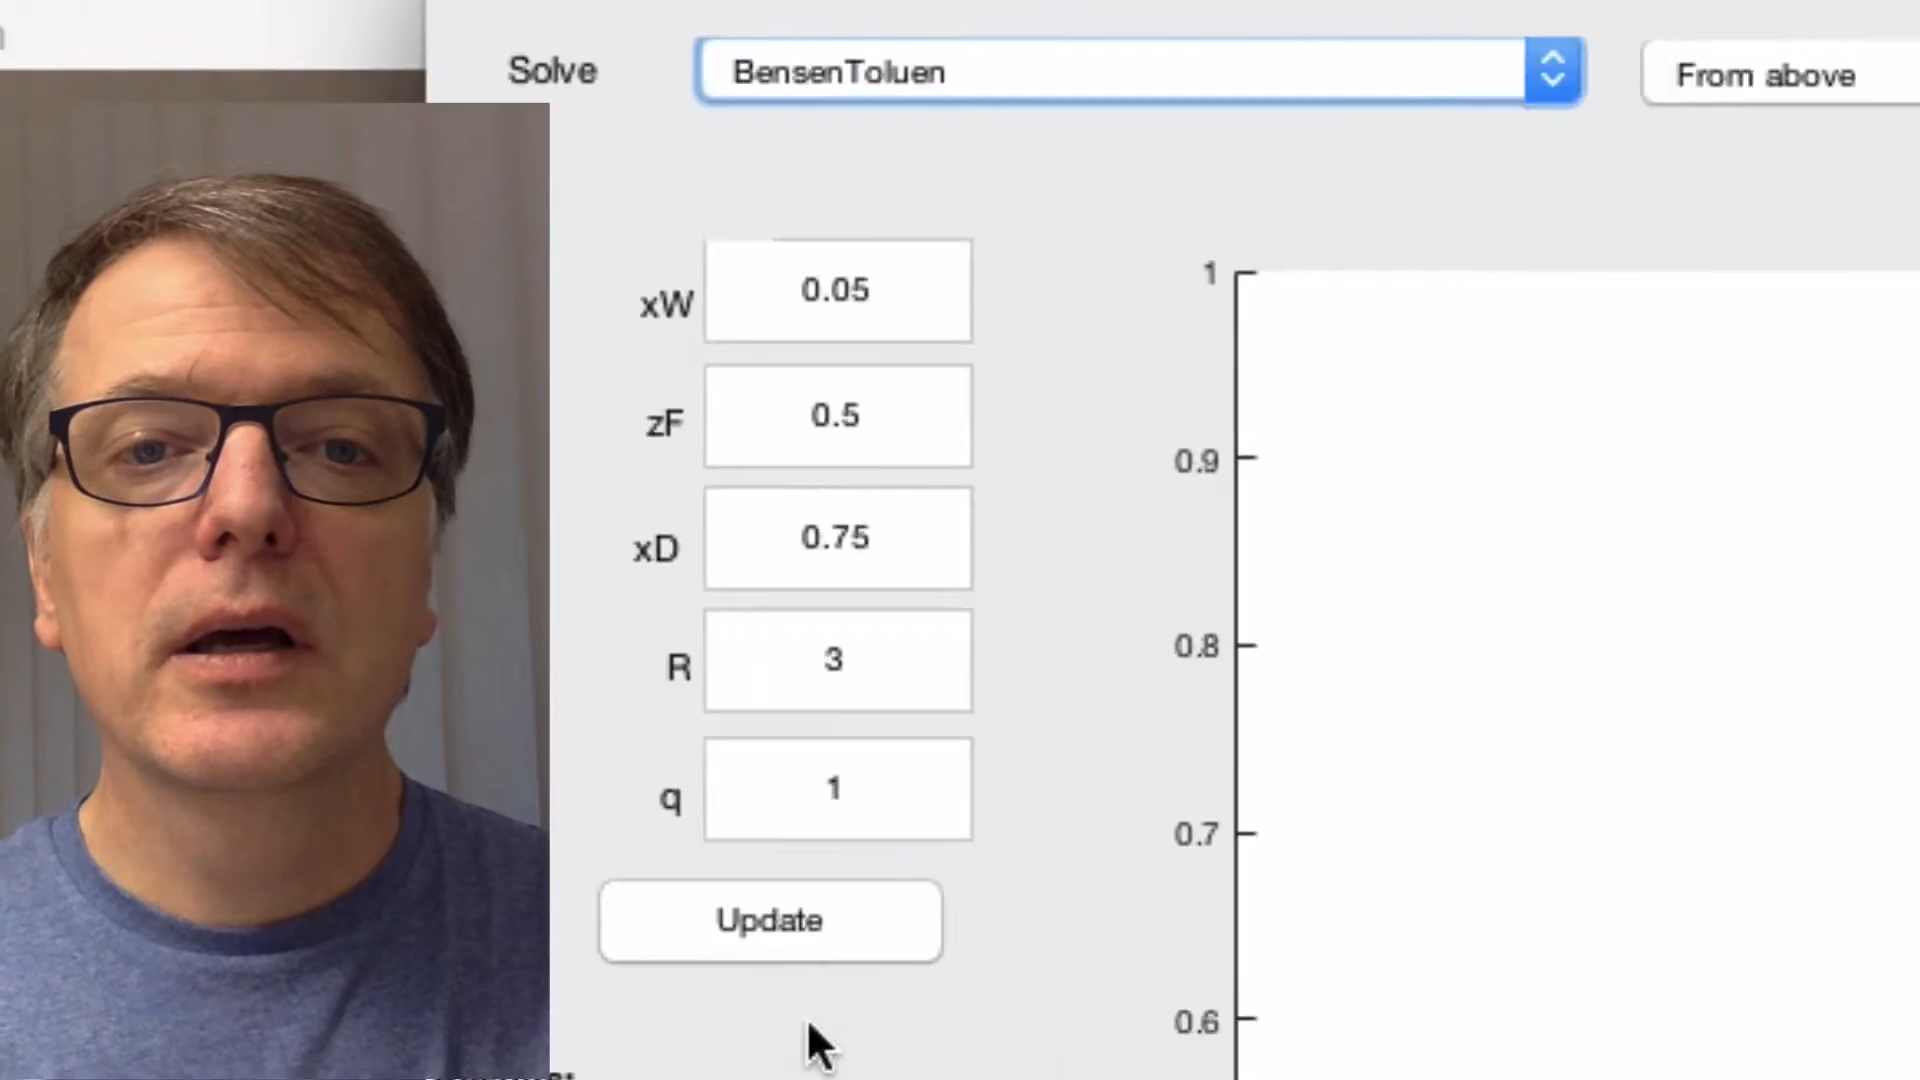 Solve BensenToluen From above
xW 0.05
zF 0.5
xD 0.75
R 3
q 1
Update
1
0.9
0.8
0.7
0.6